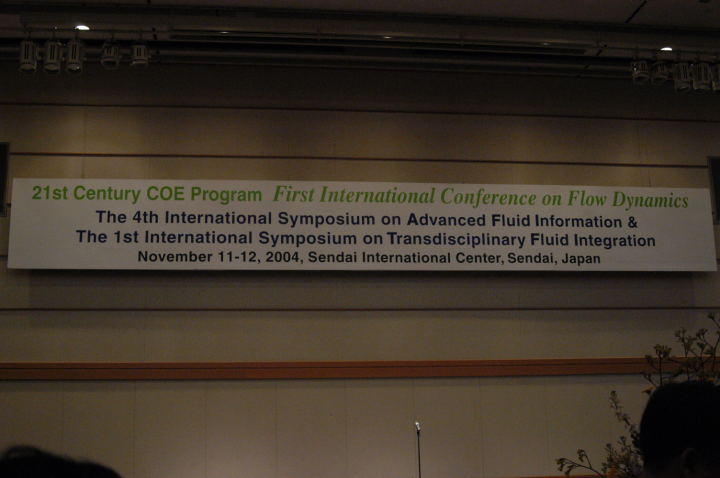 21st Century COE Program First International Conference on Flow Dynamics
The 4th International Symposium on Advanced Fluid Information &
The 1st International Symposium on Transdisciplinary Fluid Integration
November 11-12, 2004, Sendai International Center, Sendai, Japan